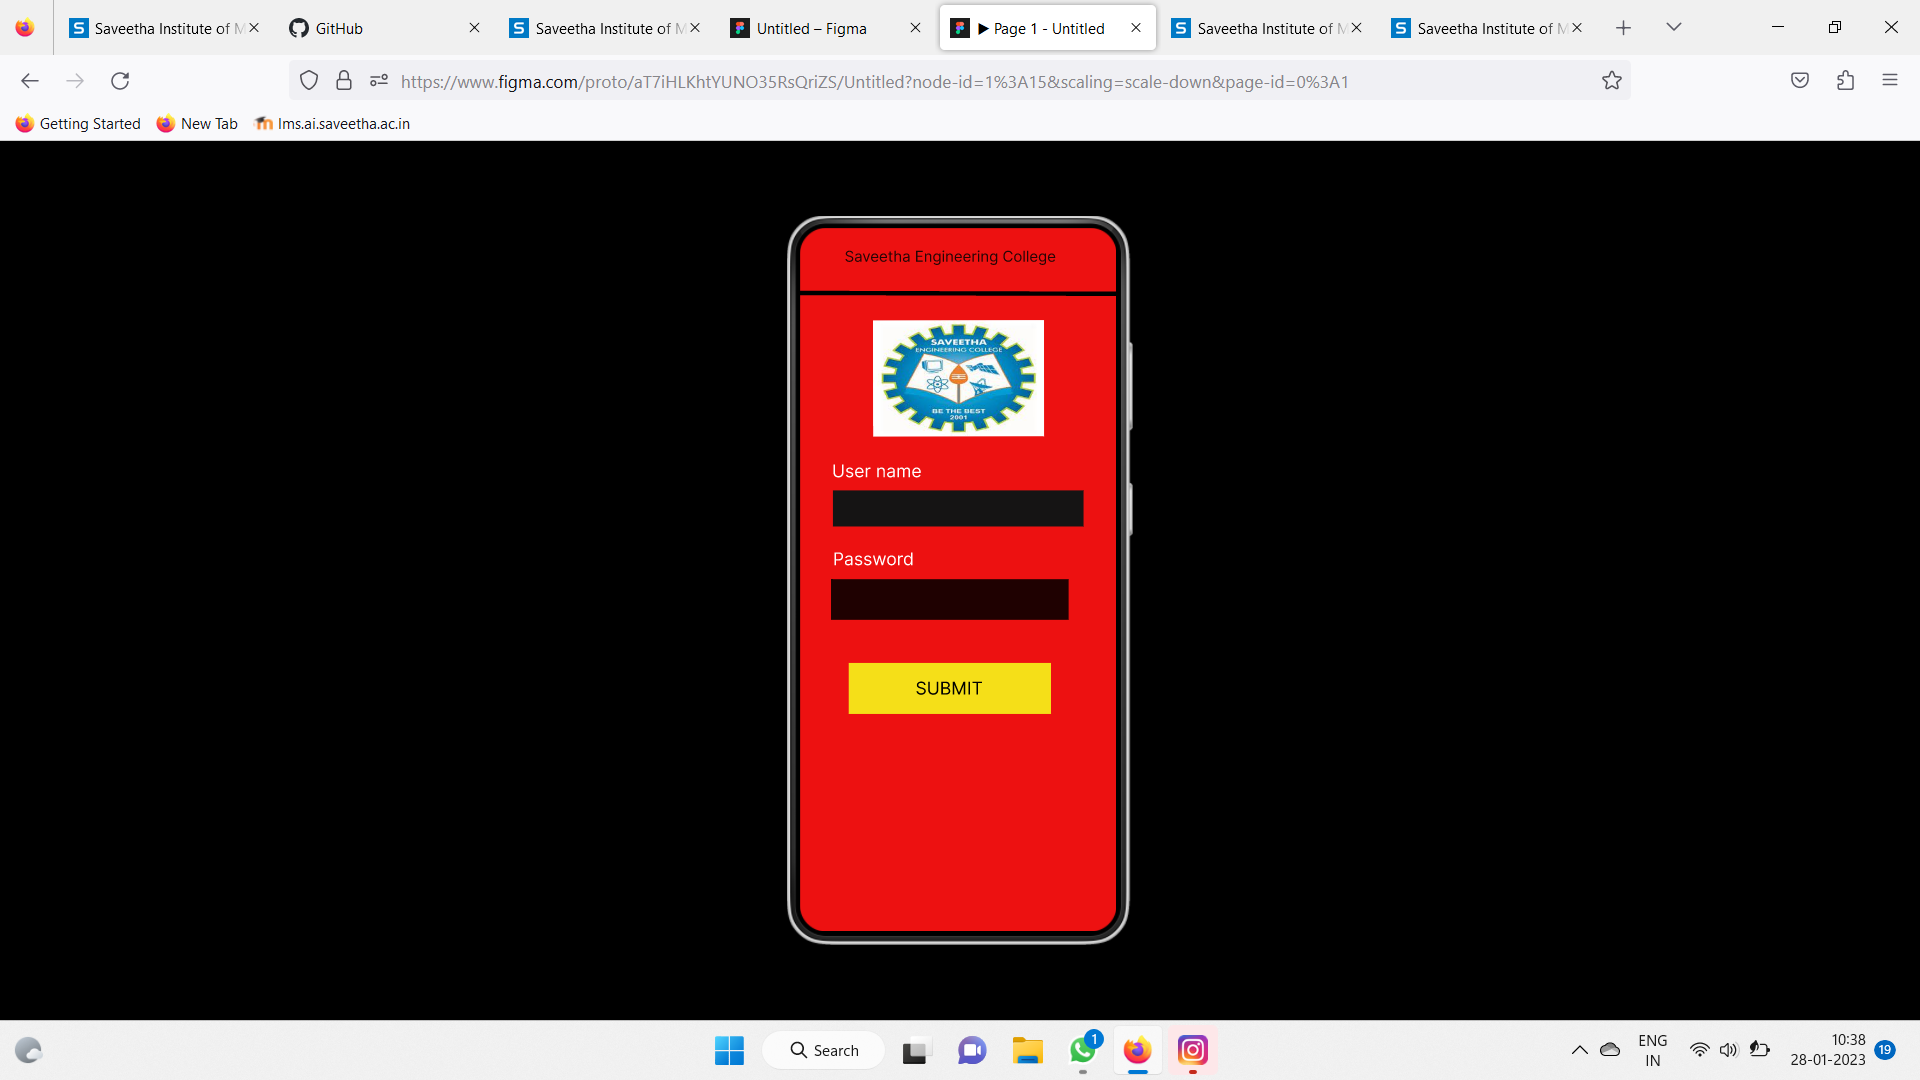 Saveetha Institute of M
GitHub
Saveetha Institute of M
Untitled – Figma
▶ Page 1 - Untitled
Saveetha Institute of M
Saveetha Institute of M
https://www.figma.com/proto/aT7iHLKhtYUNO35RsQriZS/Untitled?node-id=1%3A15&scaling=scale-down&page-id=0%3A1
Getting Started
New Tab
lms.ai.saveetha.ac.in
Saveetha Engineering College
SAVEETHA
ENGINEERING COLLEGE
BE THE BEST
2001
User name
Password
SUBMIT
Search
1
ENG
IN
10:38
28-01-2023
19